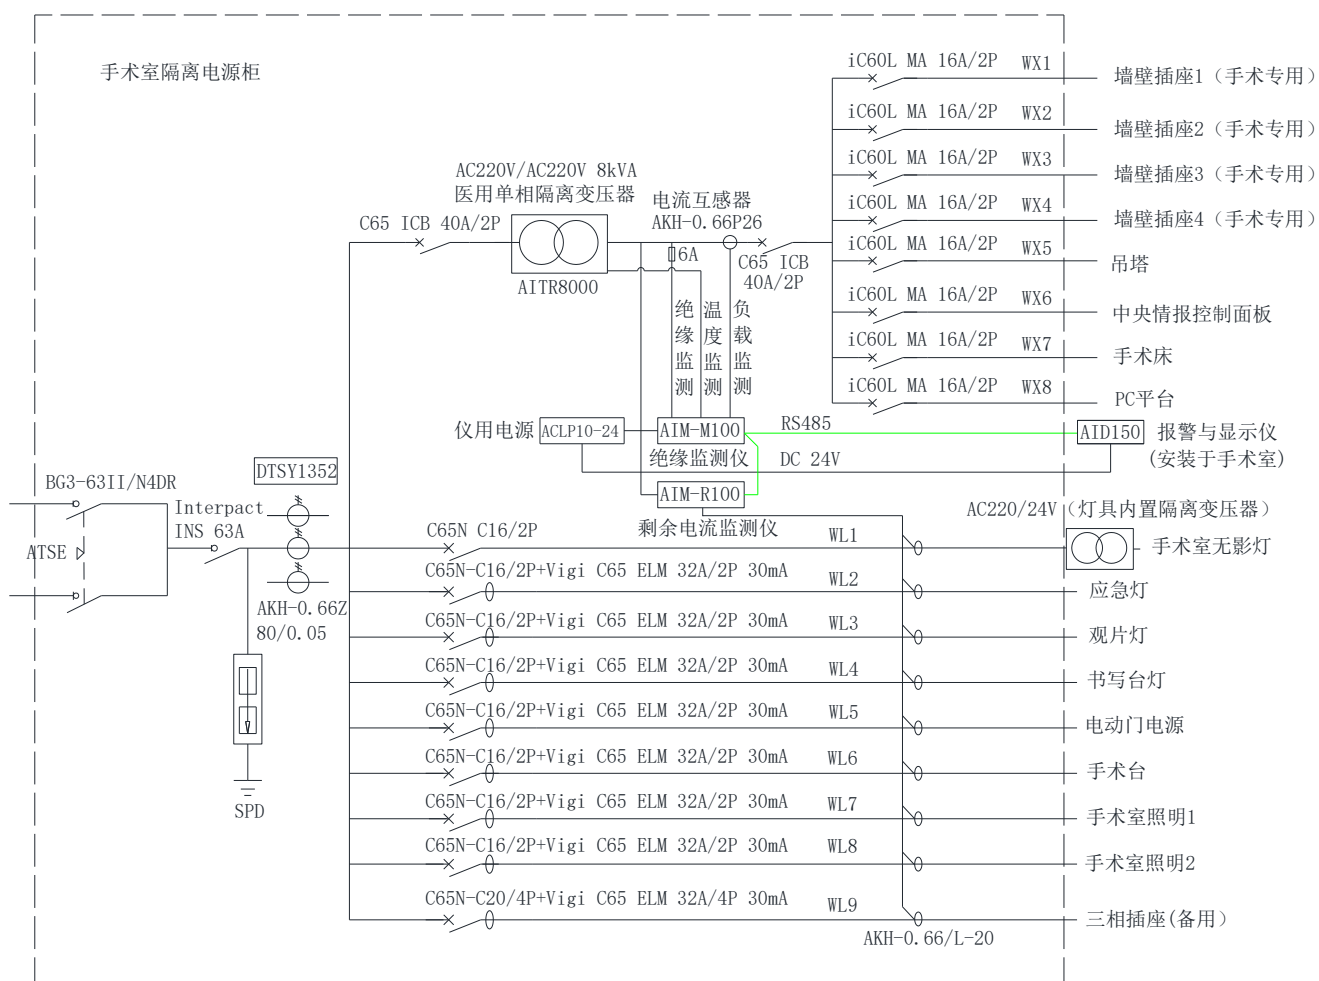 手术室隔离电源柜
iC60L MA 16A/2P WX1
墙壁插座1（手术专用）
iC60L MA 16A/2P WX2
墙壁插座2（手术专用）
iC60L MA 16A/2P WX3
墙壁插座3（手术专用）
iC60L MA 16A/2P WX4
墙壁插座4（手术专用）
iC60L MA 16A/2P WX5
吊塔
iC60L MA 16A/2P WX6
中央情报控制面板
iC60L MA 16A/2P WX7
手术床
iC60L MA 16A/2P WX8
PC平台
AC220V/AC220V 8kVA
医用单相隔离变压器
C65 ICB 40A/2P
AITR8000
电流互感器
AKH-0.66P26
6A
C65 ICB
40A/2P
绝缘监测
温度监测
负载监测
仪用电源
ACLP10-24
AIM-M100
绝缘监测仪
RS485
DC 24V
AID150
报警与显示仪
(安装于手术室)
AIM-R100
剩余电流监测仪
BG3-63II/N4DR
ATSE
Interpact
INS 63A
DTSY1352
AKH-0.66Z
80/0.05
SPD
AC220/24V（灯具内置隔离变压器）
C65N C16/2P WL1
手术室无影灯
C65N-C16/2P+Vigi C65 ELM 32A/2P 30mA WL2
应急灯
C65N-C16/2P+Vigi C65 ELM 32A/2P 30mA WL3
观片灯
C65N-C16/2P+Vigi C65 ELM 32A/2P 30mA WL4
书写台灯
C65N-C16/2P+Vigi C65 ELM 32A/2P 30mA WL5
电动门电源
C65N-C16/2P+Vigi C65 ELM 32A/2P 30mA WL6
手术台
C65N-C16/2P+Vigi C65 ELM 32A/2P 30mA WL7
手术室照明1
C65N-C16/2P+Vigi C65 ELM 32A/2P 30mA WL8
手术室照明2
C65N-C20/4P+Vigi C65 ELM 32A/4P 30mA WL9
三相插座(备用）
AKH-0.66/L-20